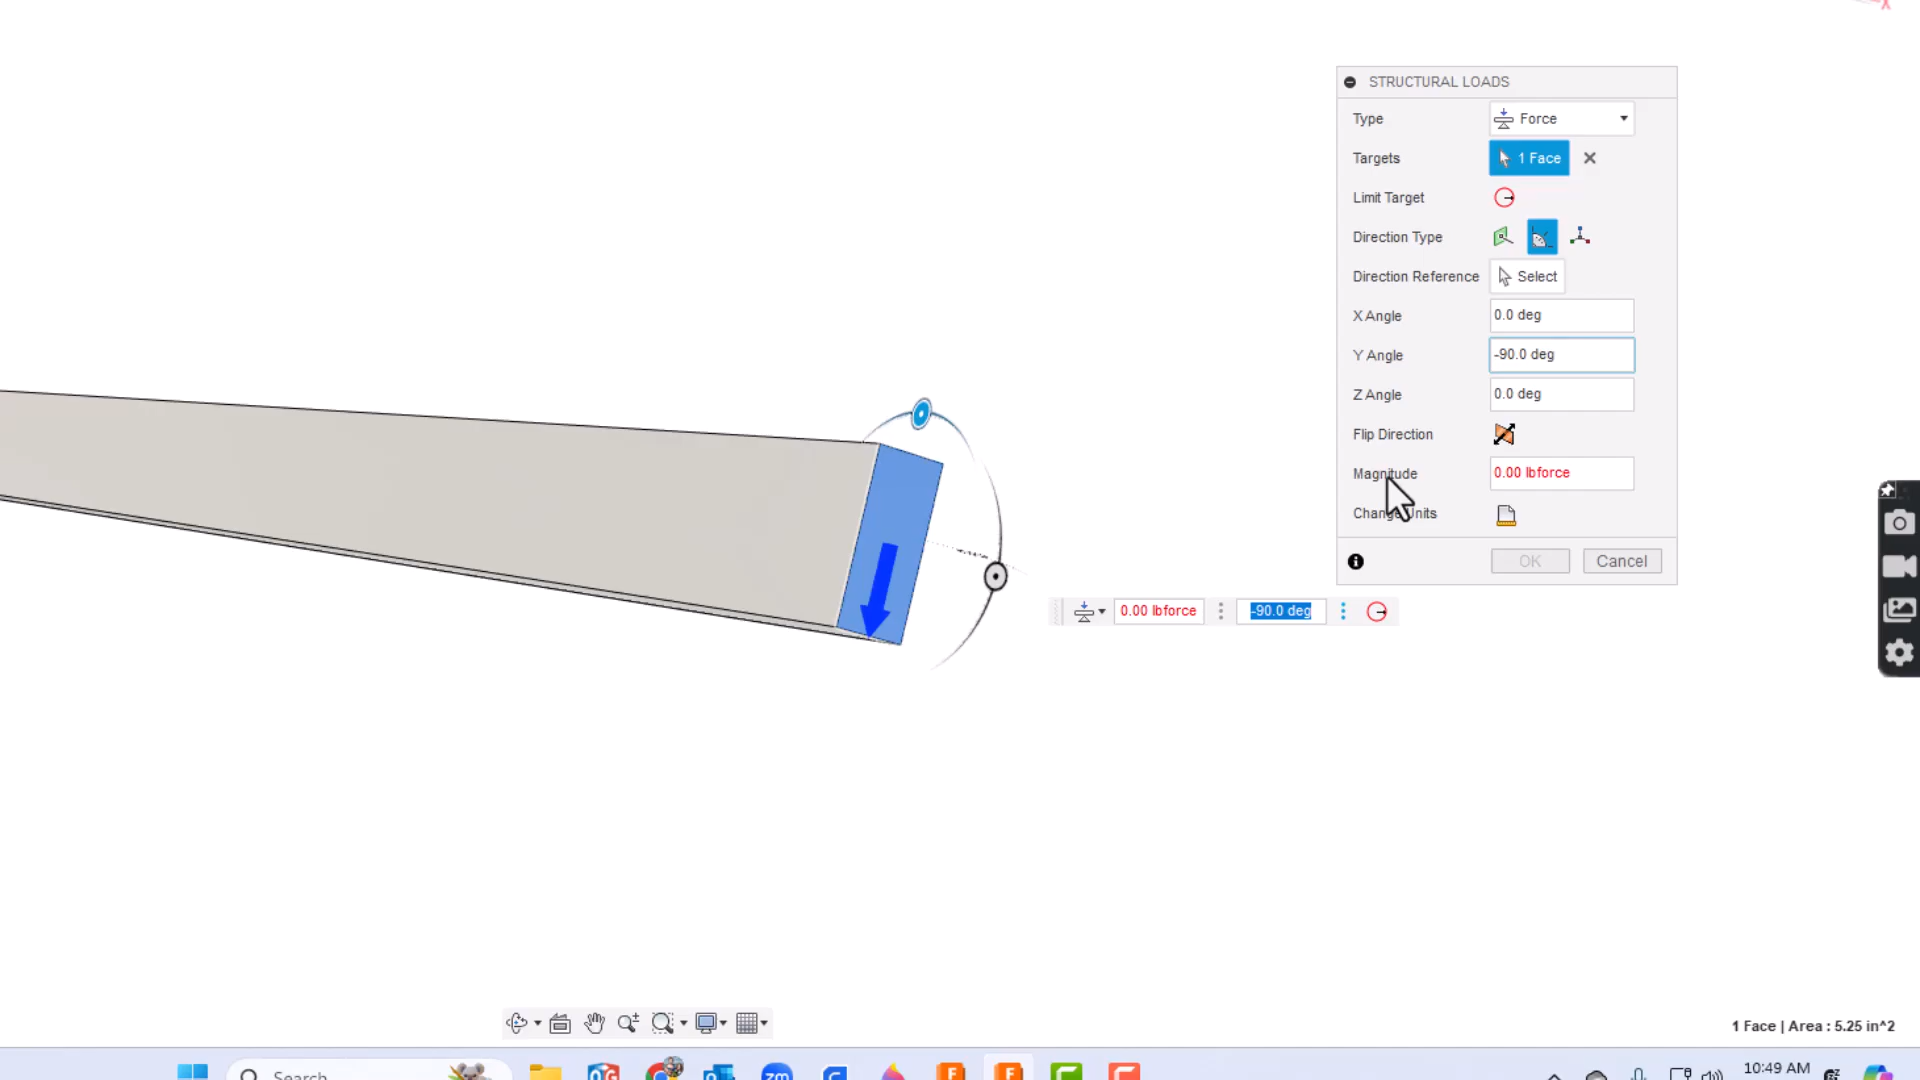 STRUCTURAL LOADS
Type Force
Targets 1 Face
Limit Target
Direction Type
Direction Reference Select
X Angle 0.0 deg
Y Angle -90.0 deg
Z Angle 0.0 deg
Flip Direction
Magnitude 0.00 lbforce
Change Units
OK Cancel
0.00 lbforce -90.0 deg
1 Face | Area : 5.25 in^2
Search
10:49 AM